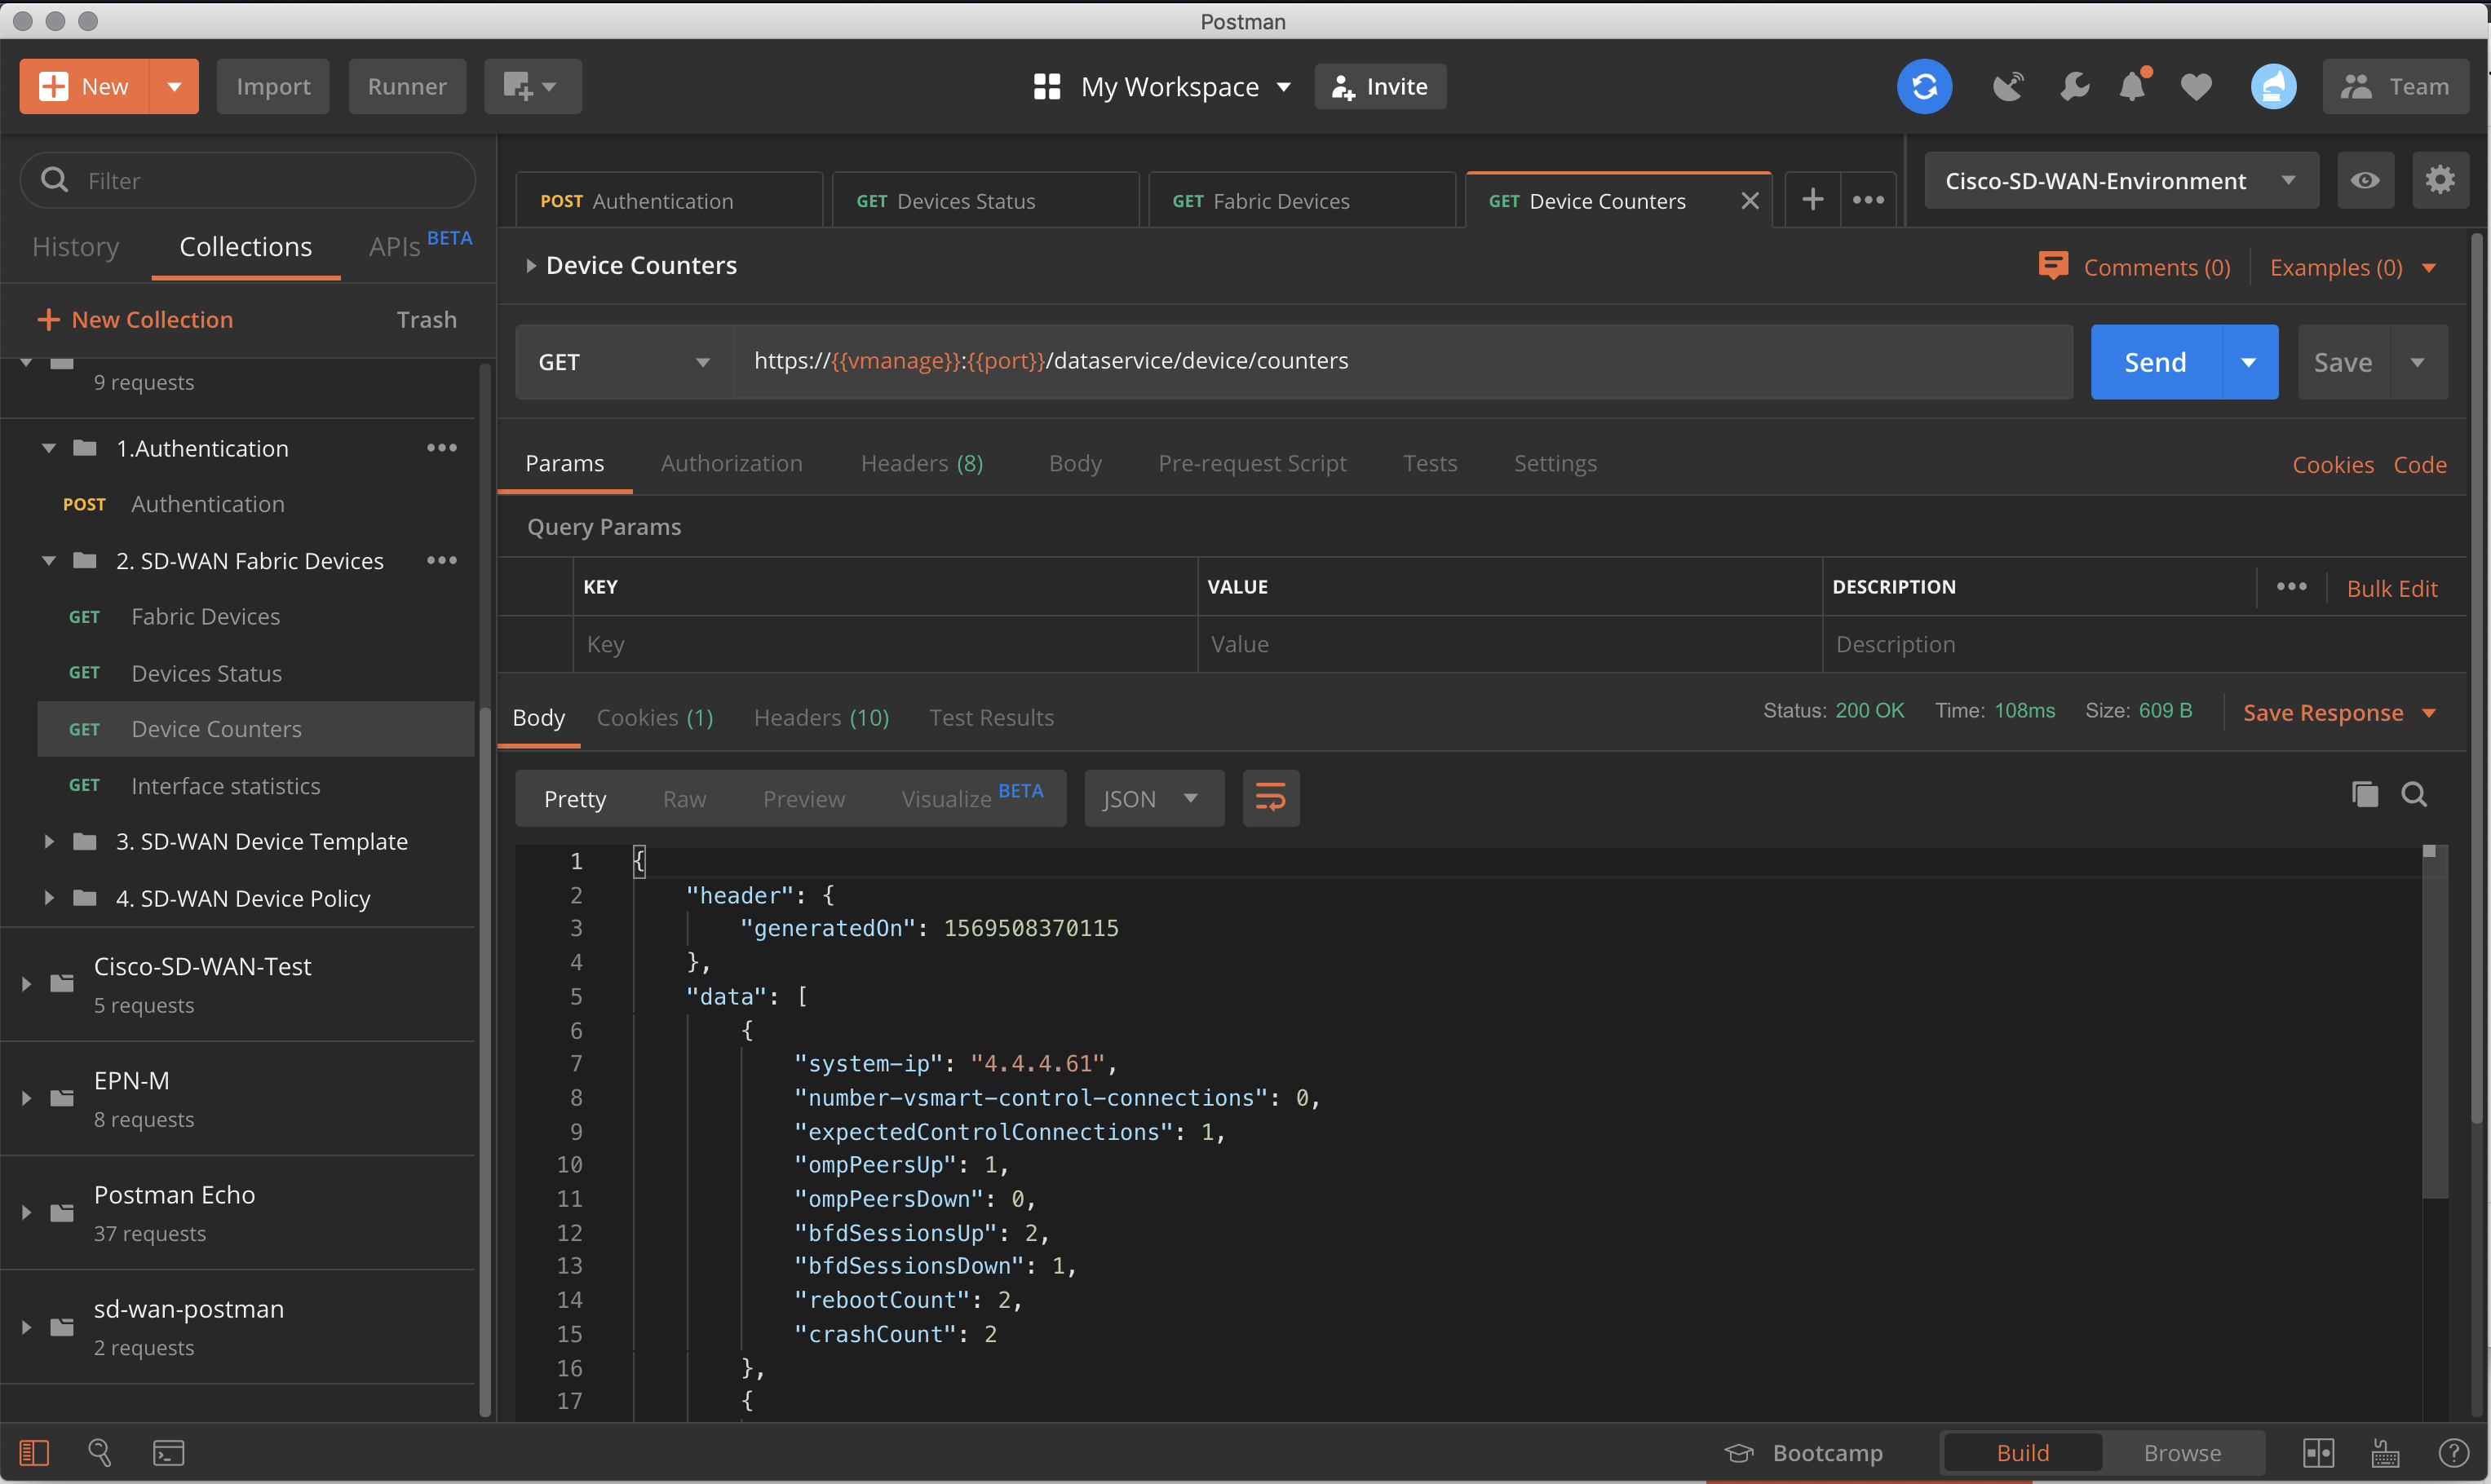 Postman
New
Import
Runner
My Workspace
Invite
Team
Filter
History
Collections
APIs BETA
New Collection
Trash
9 requests
1.Authentication
POST Authentication
2. SD-WAN Fabric Devices
GET Fabric Devices
GET Devices Status
GET Device Counters
GET Interface statistics
3. SD-WAN Device Template
4. SD-WAN Device Policy
Cisco-SD-WAN-Test
5 requests
EPN-M
8 requests
Postman Echo
37 requests
sd-wan-postman
2 requests
POST Authentication
GET Devices Status
GET Fabric Devices
GET Device Counters
Cisco-SD-WAN-Environment
Device Counters
Comments (0)
Examples (0)
GET
https://{{vmanage}}:{{port}}/dataservice/device/counters
Send
Save
Params
Authorization
Headers (8)
Body
Pre-request Script
Tests
Settings
Cookies
Code
Query Params
KEY
VALUE
DESCRIPTION
Bulk Edit
Key
Value
Description
Body
Cookies (1)
Headers (10)
Test Results
Status: 200 OK
Time: 108ms
Size: 609 B
Save Response
Pretty
Raw
Preview
Visualize BETA
JSON
1 {
2 "header": {
3 "generatedOn": 1569508370115
4 },
5 "data": [
6 {
7 "system-ip": "4.4.4.61",
8 "number-vsmart-control-connections": 0,
9 "expectedControlConnections": 1,
10 "ompPeersUp": 1,
11 "ompPeersDown": 0,
12 "bfdSessionsUp": 2,
13 "bfdSessionsDown": 1,
14 "rebootCount": 2,
15 "crashCount": 2
16 },
17 {
Bootcamp
Build
Browse